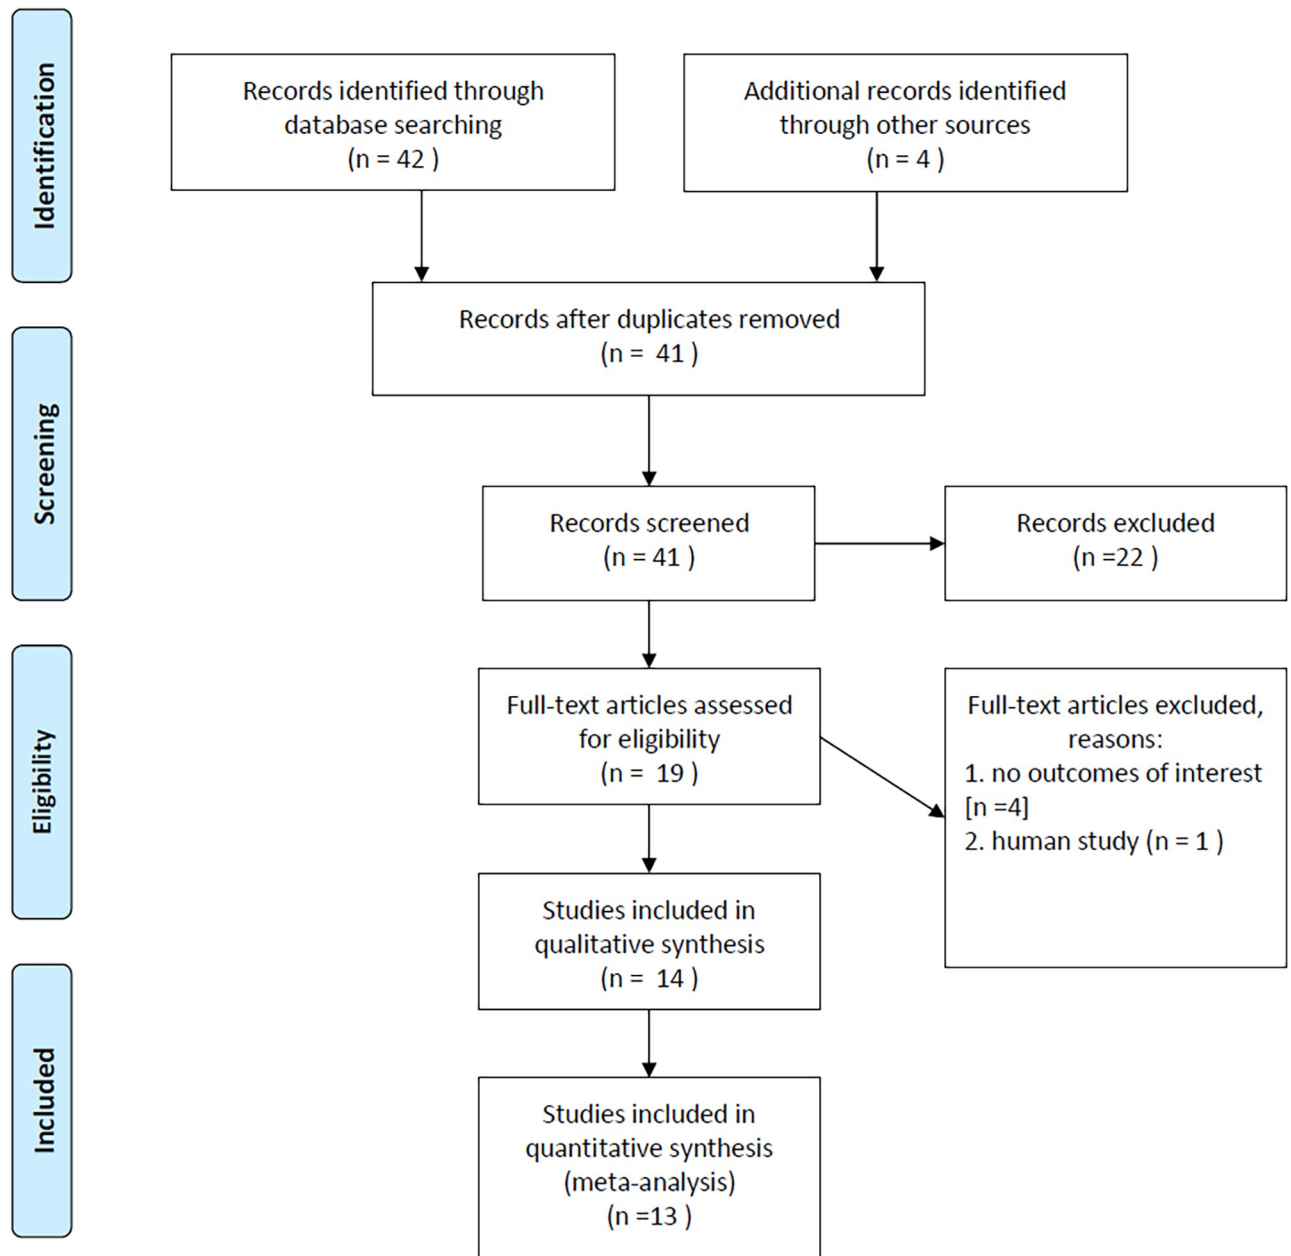 Identification
Records identified through
database searching
(n = 42 )
Additional records identified
through other sources
(n = 4 )
Records after duplicates removed
(n = 41 )
Screening
Records screened
(n = 41 )
Records excluded
(n =22 )
Eligibility
Full-text articles assessed
for eligibility
(n = 19 )
Full-text articles excluded,
reasons:
1. no outcomes of interest
[n =4]
2. human study (n = 1 )
Studies included in
qualitative synthesis
(n = 14 )
Included
Studies included in
quantitative synthesis
(meta-analysis)
(n =13 )